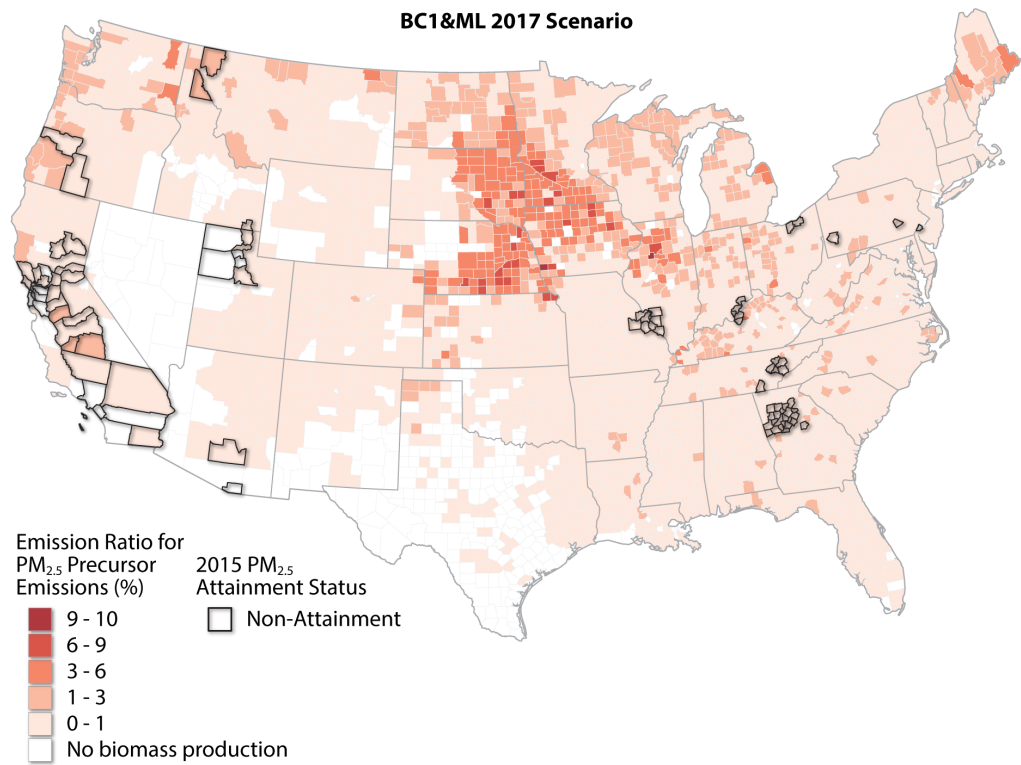 BC1&ML 2017 Scenario
Emission Ratio for
PM2.5 Precursor
Emissions (%)
9 - 10
6 - 9
3 - 6
1 - 3
0 - 1
No biomass production
2015 PM2.5
Attainment Status
Non-Attainment